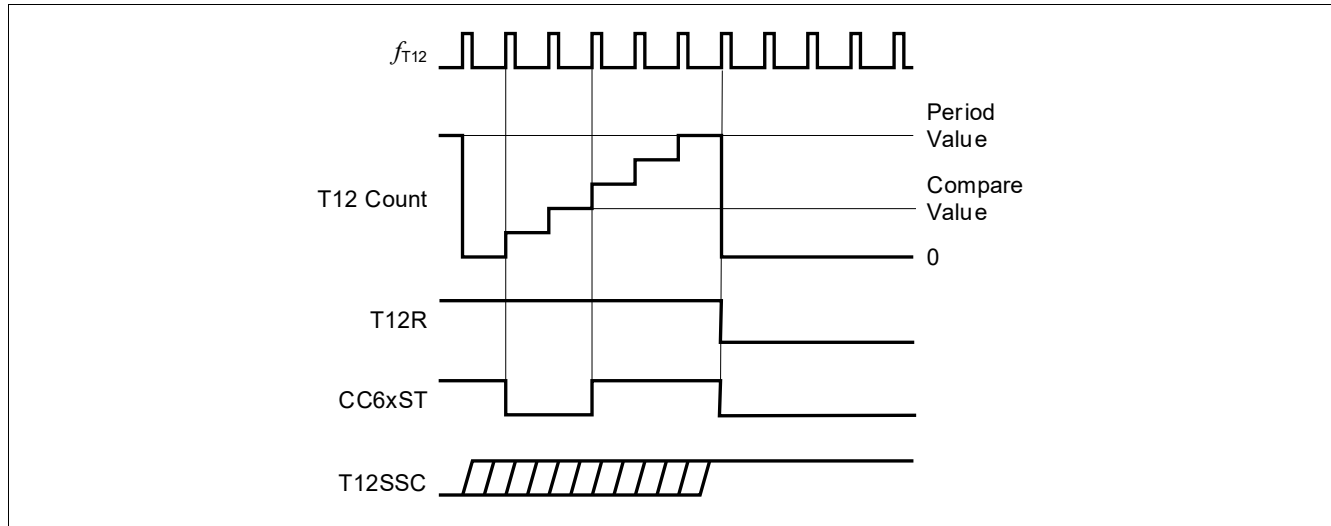 fT12
Period
Value
T12 Count
Compare
Value
0
T12R
CC6xST
T12SSC